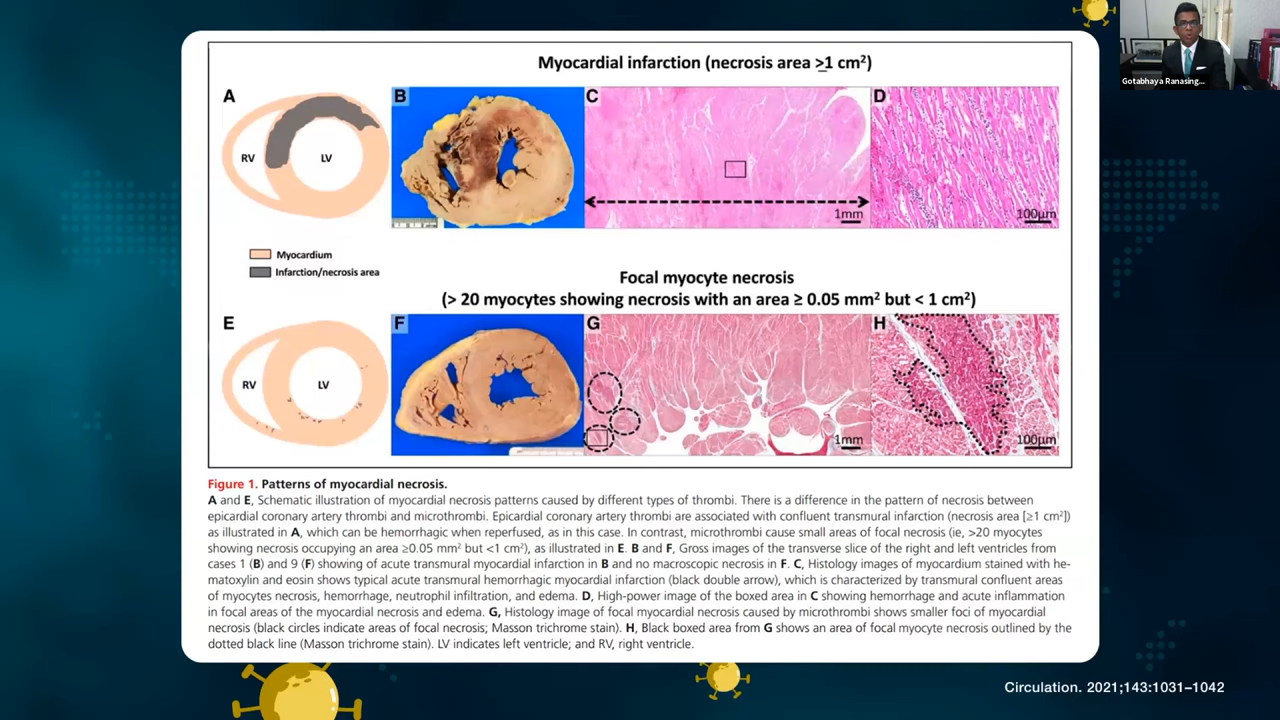 Gotabhaya Ranasing...
Myocardial infarction (necrosis area ≥1 cm²)
A
B
C
D
RV
LV
1mm
100μm
Myocardium
Infarction/necrosis area
Focal myocyte necrosis
(> 20 myocytes showing necrosis with an area ≥ 0.05 mm² but < 1 cm²)
E
F
G
H
RV
LV
1mm
100μm
Figure 1. Patterns of myocardial necrosis.
A and E, Schematic illustration of myocardial necrosis patterns caused by different types of thrombi. There is a difference in the pattern of necrosis between
epicardial coronary artery thrombi and microthrombi. Epicardial coronary artery thrombi are associated with confluent transmural infarction (necrosis area [≥1 cm²])
as illustrated in A, which can be hemorrhagic when reperfused, as in this case. In contrast, microthrombi cause small areas of focal necrosis (ie, >20 myocytes
showing necrosis occupying an area ≥0.05 mm² but <1 cm²), as illustrated in E. B and F, Gross images of the transverse slice of the right and left ventricles from
cases 1 (B) and 9 (F) showing of acute transmural myocardial infarction in B and no macroscopic necrosis in F. C, Histology images of myocardium stained with he-
matoxylin and eosin shows typical acute transmural hemorrhagic myocardial infarction (black double arrow), which is characterized by transmural confluent areas
of myocytes necrosis, hemorrhage, neutrophil infiltration, and edema. D, High-power image of the boxed area in C showing hemorrhage and acute inflammation
in focal areas of the myocardial necrosis and edema. G, Histology image of focal myocardial necrosis caused by microthrombi shows smaller foci of myocardial
necrosis (black circles indicate areas of focal necrosis; Masson trichrome stain). H, Black boxed area from G shows an area of focal myocyte necrosis outlined by the
dotted black line (Masson trichrome stain). LV indicates left ventricle; and RV, right ventricle.
Circulation. 2021;143:1031–1042